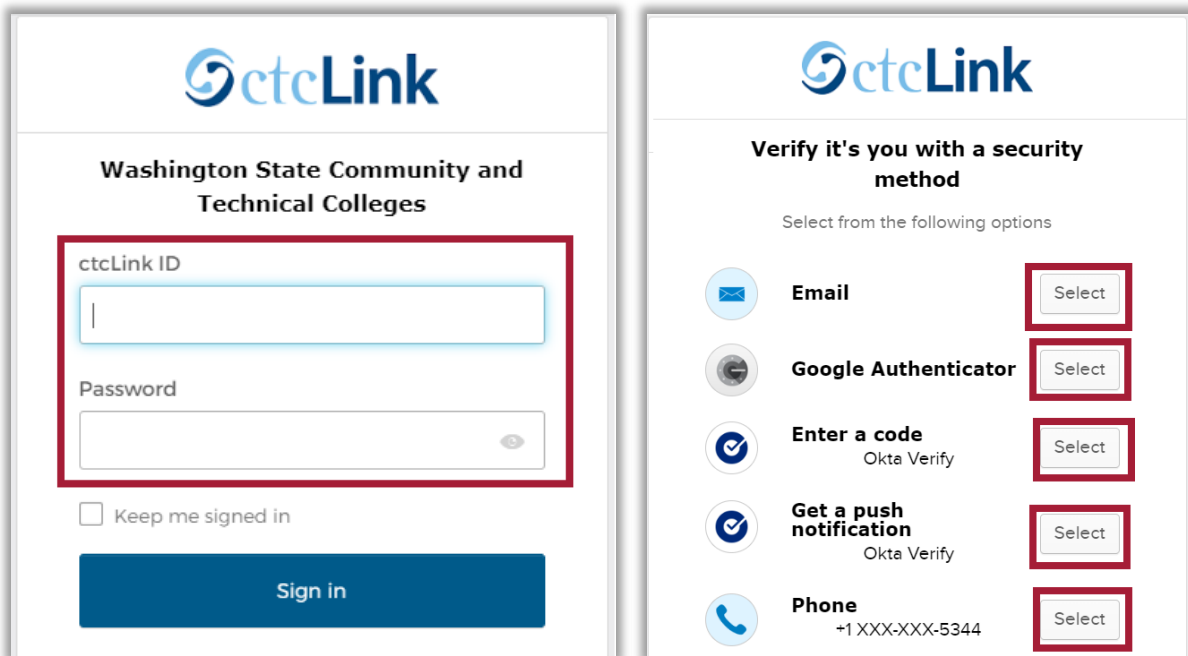 ctcLink
Washington State Community and
Technical Colleges
ctcLink ID
Password
Keep me signed in
Sign in
ctcLink
Verify it's you with a security
method
Select from the following options
Email
Select
Google Authenticator
Select
Enter a code
Okta Verify
Select
Get a push
notification
Okta Verify
Select
Phone
+1 XXX-XXX-5344
Select